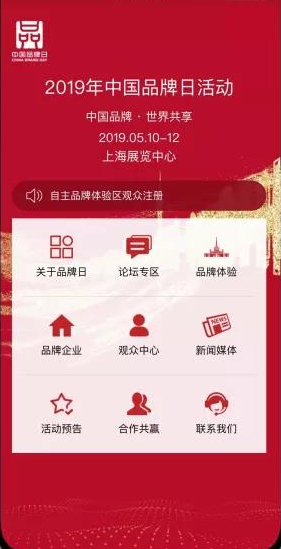 中国品牌日
CHINA BRAND DAY
2019年中国品牌日活动
中国品牌 · 世界共享
2019.05.10-12
上海展览中心
自主品牌体验区观众注册
关于品牌日 论坛专区 品牌体验
NEWS
品牌企业 观众中心 新闻媒体
活动预告 合作共赢 联系我们